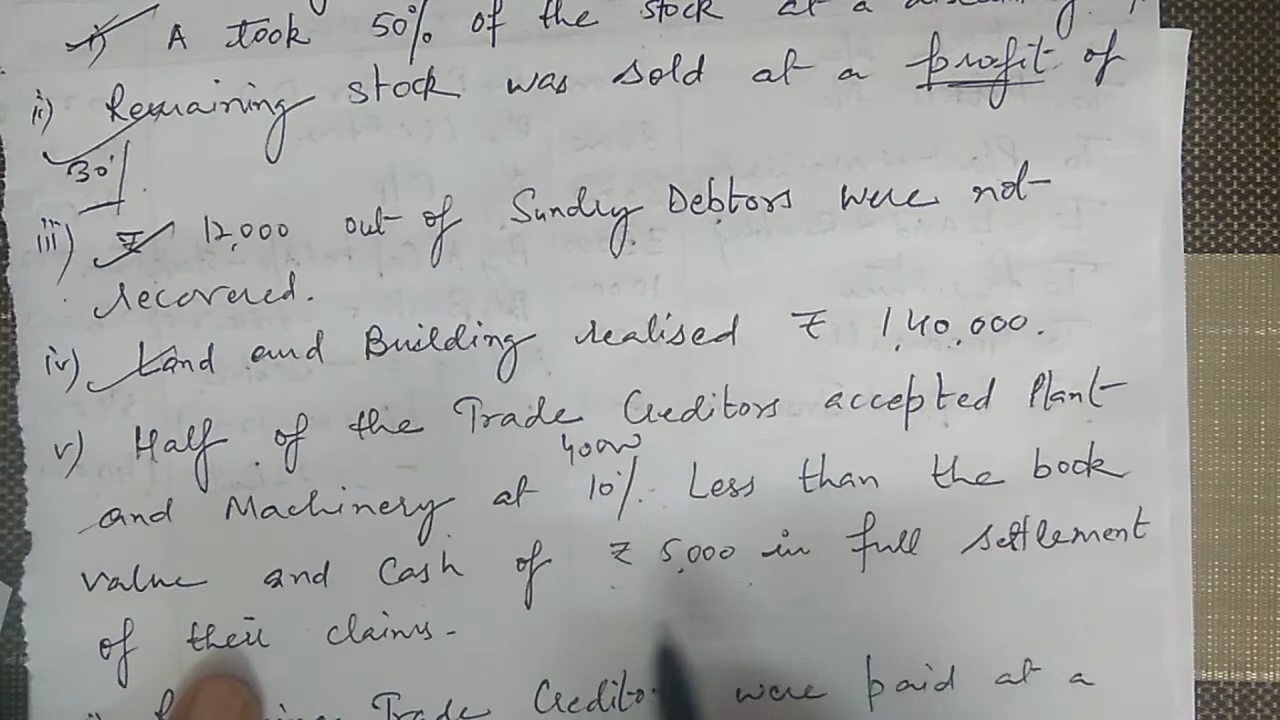 i) A took 50% of the stock at a
ii) Remaining stock was sold at a profit of
30%.
iii) ₹ 12,000 out of Sundry Debtors were not
recovered.
iv) Land and Building realised ₹ 1,40,000.
v) Half of the Trade Creditors accepted Plant
4000
and Machinery at 10% Less than the book
value and Cash of ₹ 5,000 in full settlement
of their claims.
Trade Creditors were paid at a